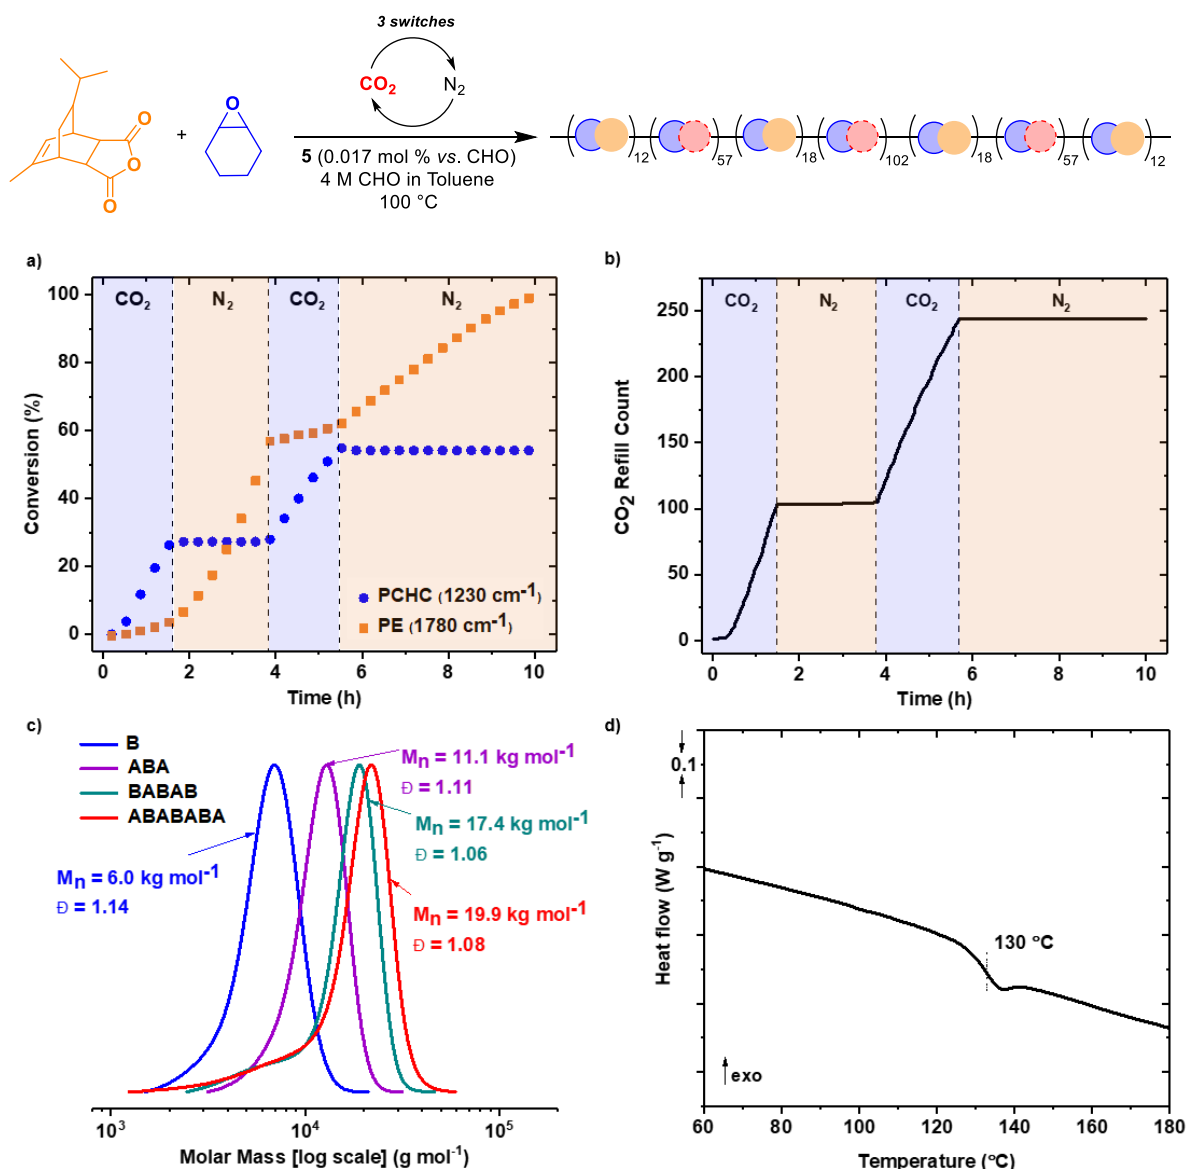 3 switches
CO₂ N₂
O
O
O
+
O
5 (0.017 mol % vs. CHO)
4 M CHO in Toluene
100 °C
12 57 18 102 18 57 12
a)
CO₂ N₂ CO₂ N₂
100
80
60
40
20
0
Conversion (%)
PCHC (1230 cm⁻¹)
PE (1780 cm⁻¹)
0 2 4 6 8 10
Time (h)
b)
CO₂ N₂ CO₂ N₂
250
200
150
100
50
0
CO₂ Refill Count
0 2 4 6 8 10
Time (h)
c)
B
ABA
BABAB
ABABABA
Mn = 11.1 kg mol⁻¹
Đ = 1.11
Mn = 17.4 kg mol⁻¹
Đ = 1.06
Mn = 6.0 kg mol⁻¹
Đ = 1.14
Mn = 19.9 kg mol⁻¹
Đ = 1.08
10³ 10⁴ 10⁵
Molar Mass [log scale] (g mol⁻¹)
d)
0.1
Heat flow (W g⁻¹)
130 °C
exo
60 80 100 120 140 160 180
Temperature (°C)